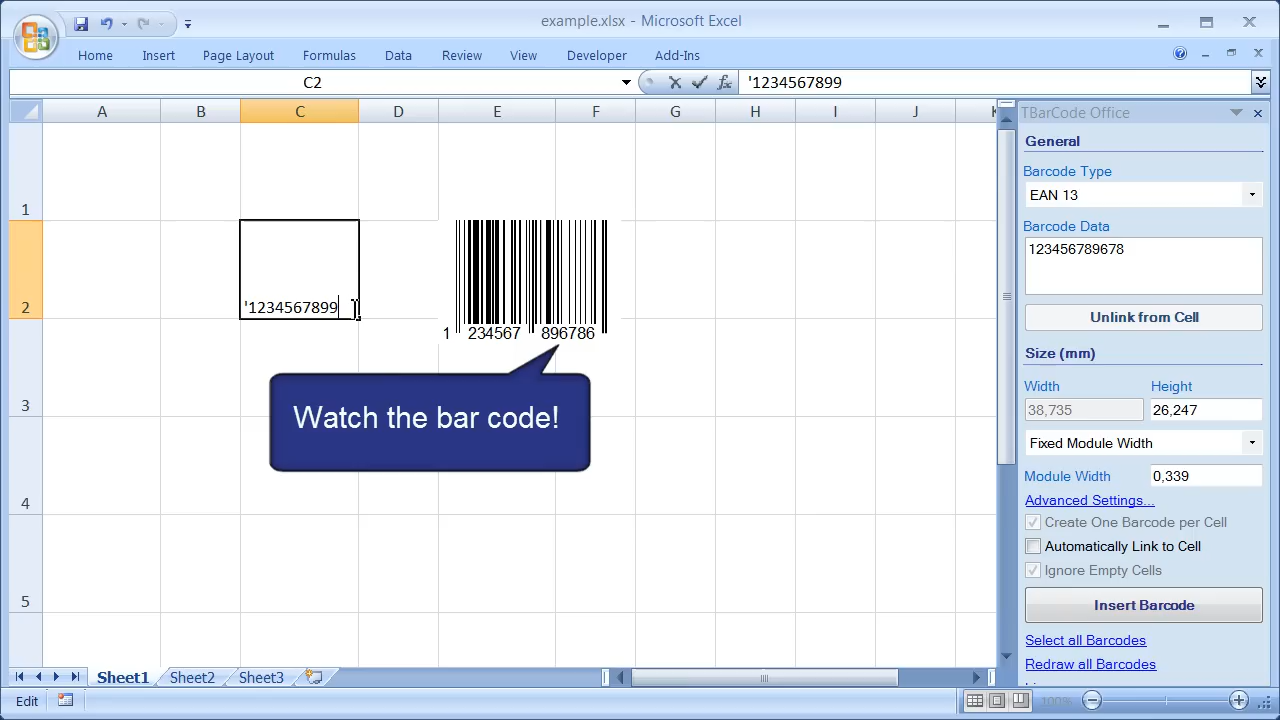 example.xlsx - Microsoft Excel
Home Insert Page Layout Formulas Data Review View Developer Add-Ins
C2 fx '1234567899
A B C D E F G H I J K
1
2
3
4
5
'1234567899
1 234567 896786
Watch the bar code!
TBarCode Office
General
Barcode Type
EAN 13
Barcode Data
123456789678
Unlink from Cell
Size (mm)
Width Height
38,735 26,247
Fixed Module Width
Module Width 0,339
Advanced Settings...
Create One Barcode per Cell
Automatically Link to Cell
Ignore Empty Cells
Insert Barcode
Select all Barcodes
Redraw all Barcodes
Sheet1 Sheet2 Sheet3
Edit 100%